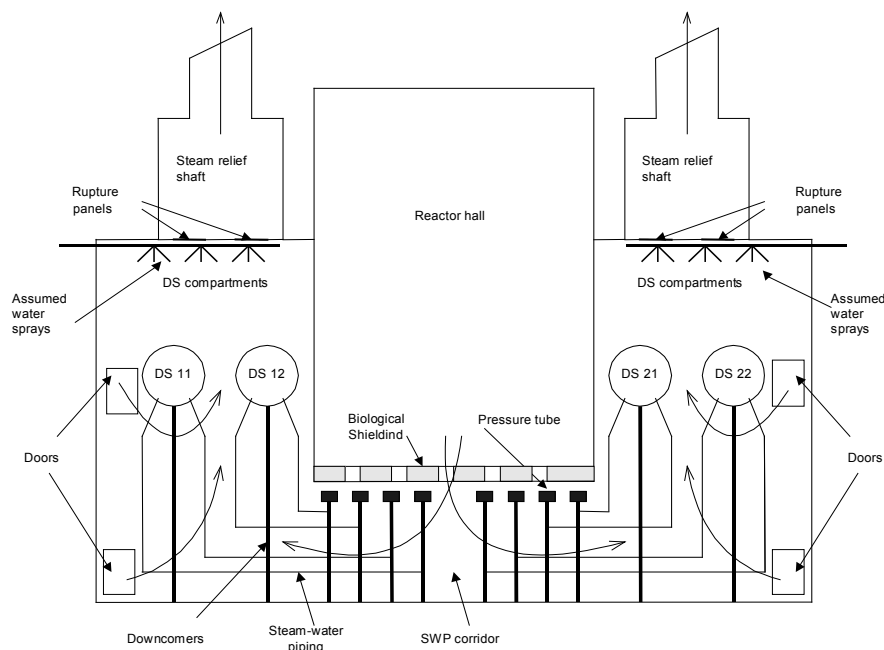 Steam relief
shaft
Steam relief
shaft
Rupture
panels
Rupture
panels
Reactor hall
DS compartments
DS compartments
Assumed
water
sprays
Assumed
water
sprays
DS 11
DS 12
DS 21
DS 22
Biological
Shieldind
Pressure tube
Doors
Doors
Downcomers
Steam-water
piping
SWP corridor